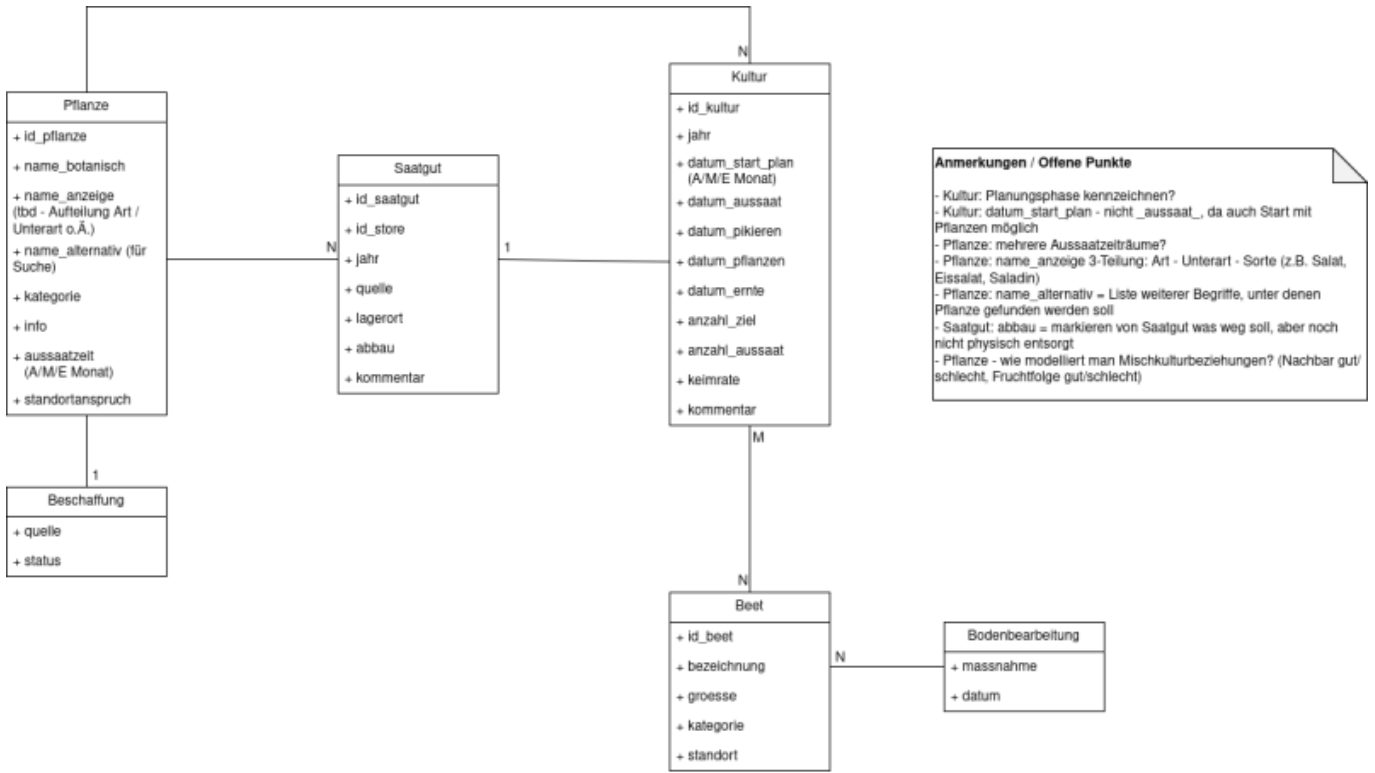 Pflanze
+ id_pflanze
+ name_botanisch
+ name_anzeige
(tbd - Aufteilung Art /
Unterart o.Ä.)
+ name_alternativ (für
Suche)
+ kategorie
+ info
+ aussaatzeit
(A/M/E Monat)
+ standortanspruch
1
Beschaffung
+ quelle
+ status
N
Saatgut
+ id_saatgut
+ id_store
+ jahr
+ quelle
+ lagerort
+ abbau
+ kommentar
1
N
Kultur
+ id_kultur
+ jahr
+ datum_start_plan
(A/M/E Monat)
+ datum_aussaat
+ datum_pikieren
+ datum_pflanzen
+ datum_ernte
+ anzahl_ziel
+ anzahl_aussaat
+ keimrate
+ kommentar
M
N
Beet
+ id_beet
+ bezeichnung
+ groesse
+ kategorie
+ standort
N
Bodenbearbeitung
+ massnahme
+ datum
Anmerkungen / Offene Punkte
- Kultur: Planungsphase kennzeichnen?
- Kultur: datum_start_plan - nicht _aussaat_, da auch Start mit
Pflanzen möglich
- Pflanze: mehrere Aussaatzeiträume?
- Pflanze: name_anzeige 3-Teilung: Art - Unterart - Sorte (z.B. Salat,
Eissalat, Saladin)
- Pflanze: name_alternativ = Liste weiterer Begriffe, unter denen
Pflanze gefunden werden soll
- Saatgut: abbau = markieren von Saatgut was weg soll, aber noch
nicht physisch entsorgt
- Pflanze - wie modelliert man Mischkulturbeziehungen? (Nachbar gut/
schlecht, Fruchtfolge gut/schlecht)